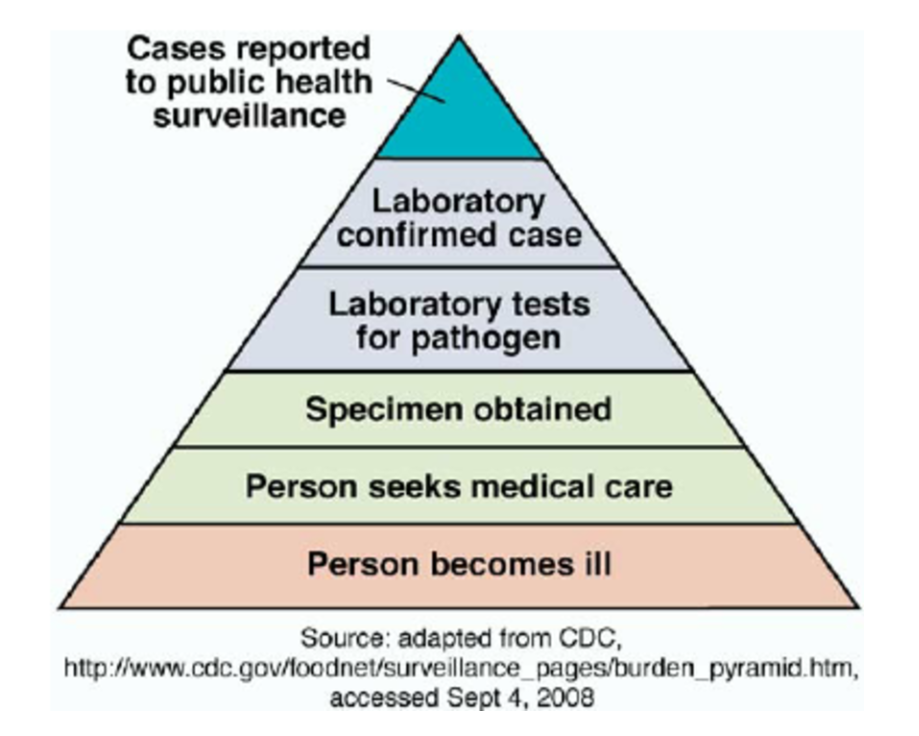 Cases reported
to public health
surveillance
Laboratory
confirmed case
Laboratory tests
for pathogen
Specimen obtained
Person seeks medical care
Person becomes ill
Source: adapted from CDC,
http://www.cdc.gov/foodnet/surveillance_pages/burden_pyramid.htm,
accessed Sept 4, 2008